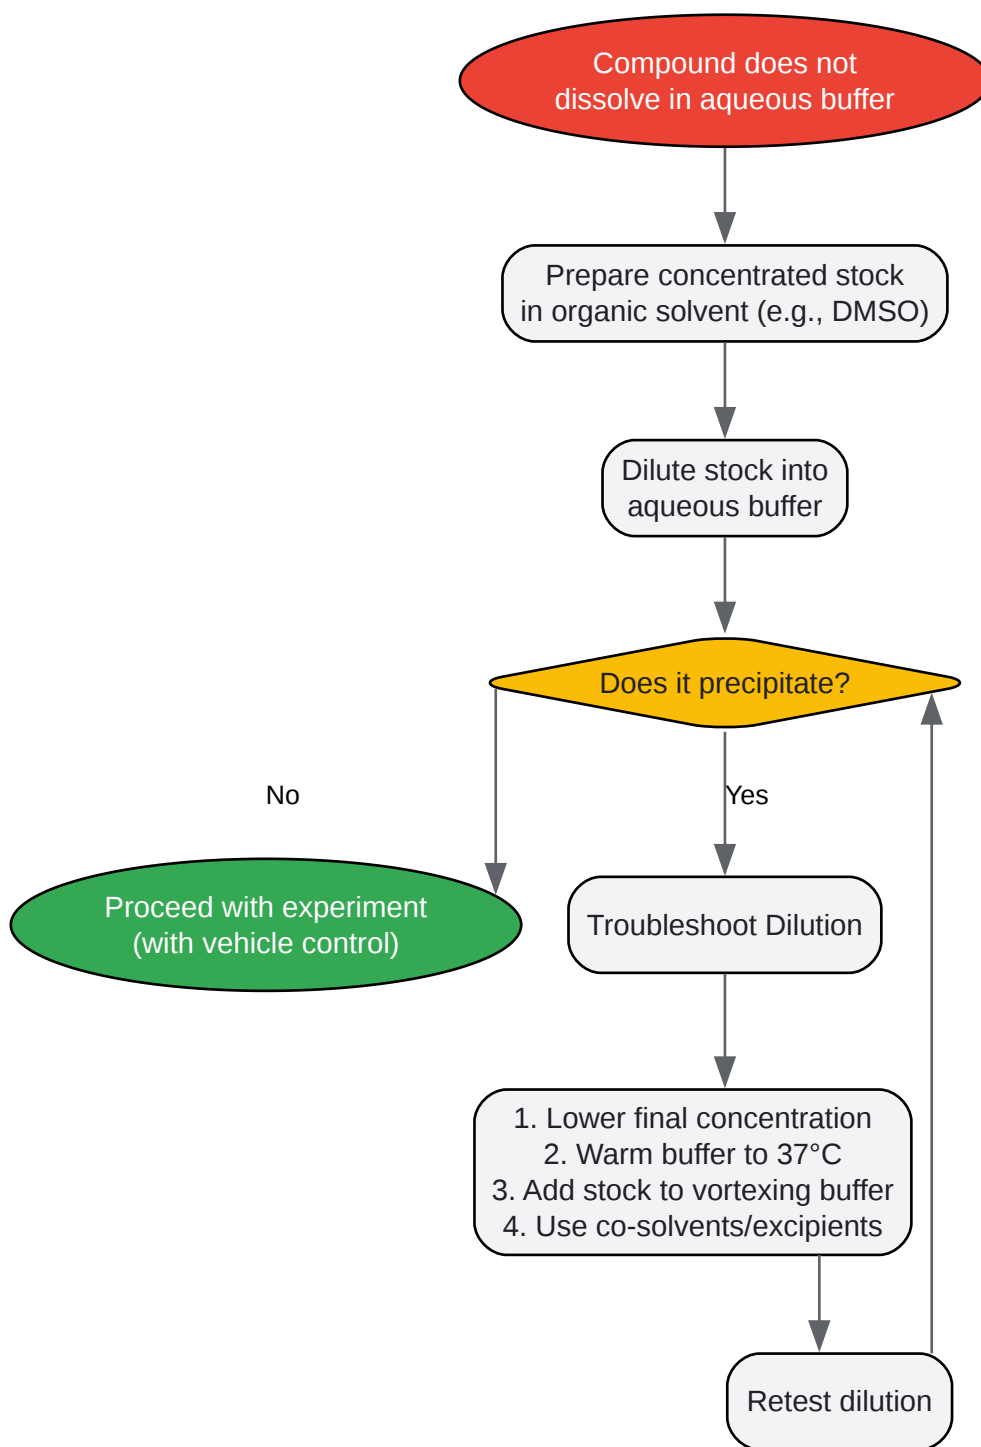 Compound does not
dissolve in aqueous buffer
Prepare concentrated stock
in organic solvent (e.g., DMSO)
Dilute stock into
aqueous buffer
Does it precipitate?
No
Yes
Proceed with experiment
(with vehicle control)
Troubleshoot Dilution
1. Lower final concentration
2. Warm buffer to 37°C
3. Add stock to vortexing buffer
4. Use co-solvents/excipients
Retest dilution